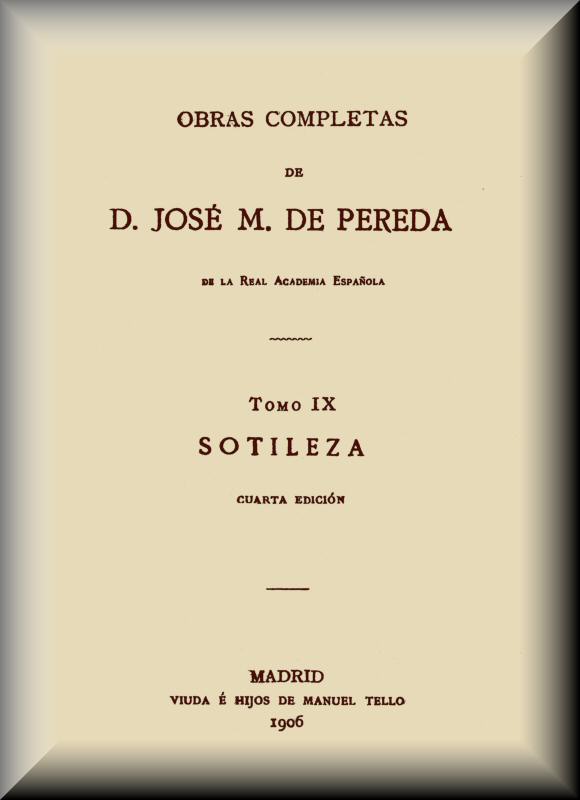 OBRAS COMPLETAS
DE
D. JOSÉ M. DE PEREDA
DE LA REAL ACADEMIA ESPAÑOLA
TOMO IX
SOTILEZA
CUARTA EDICIÓN
MADRID
VIUDA É HIJOS DE MANUEL TELLO
1906